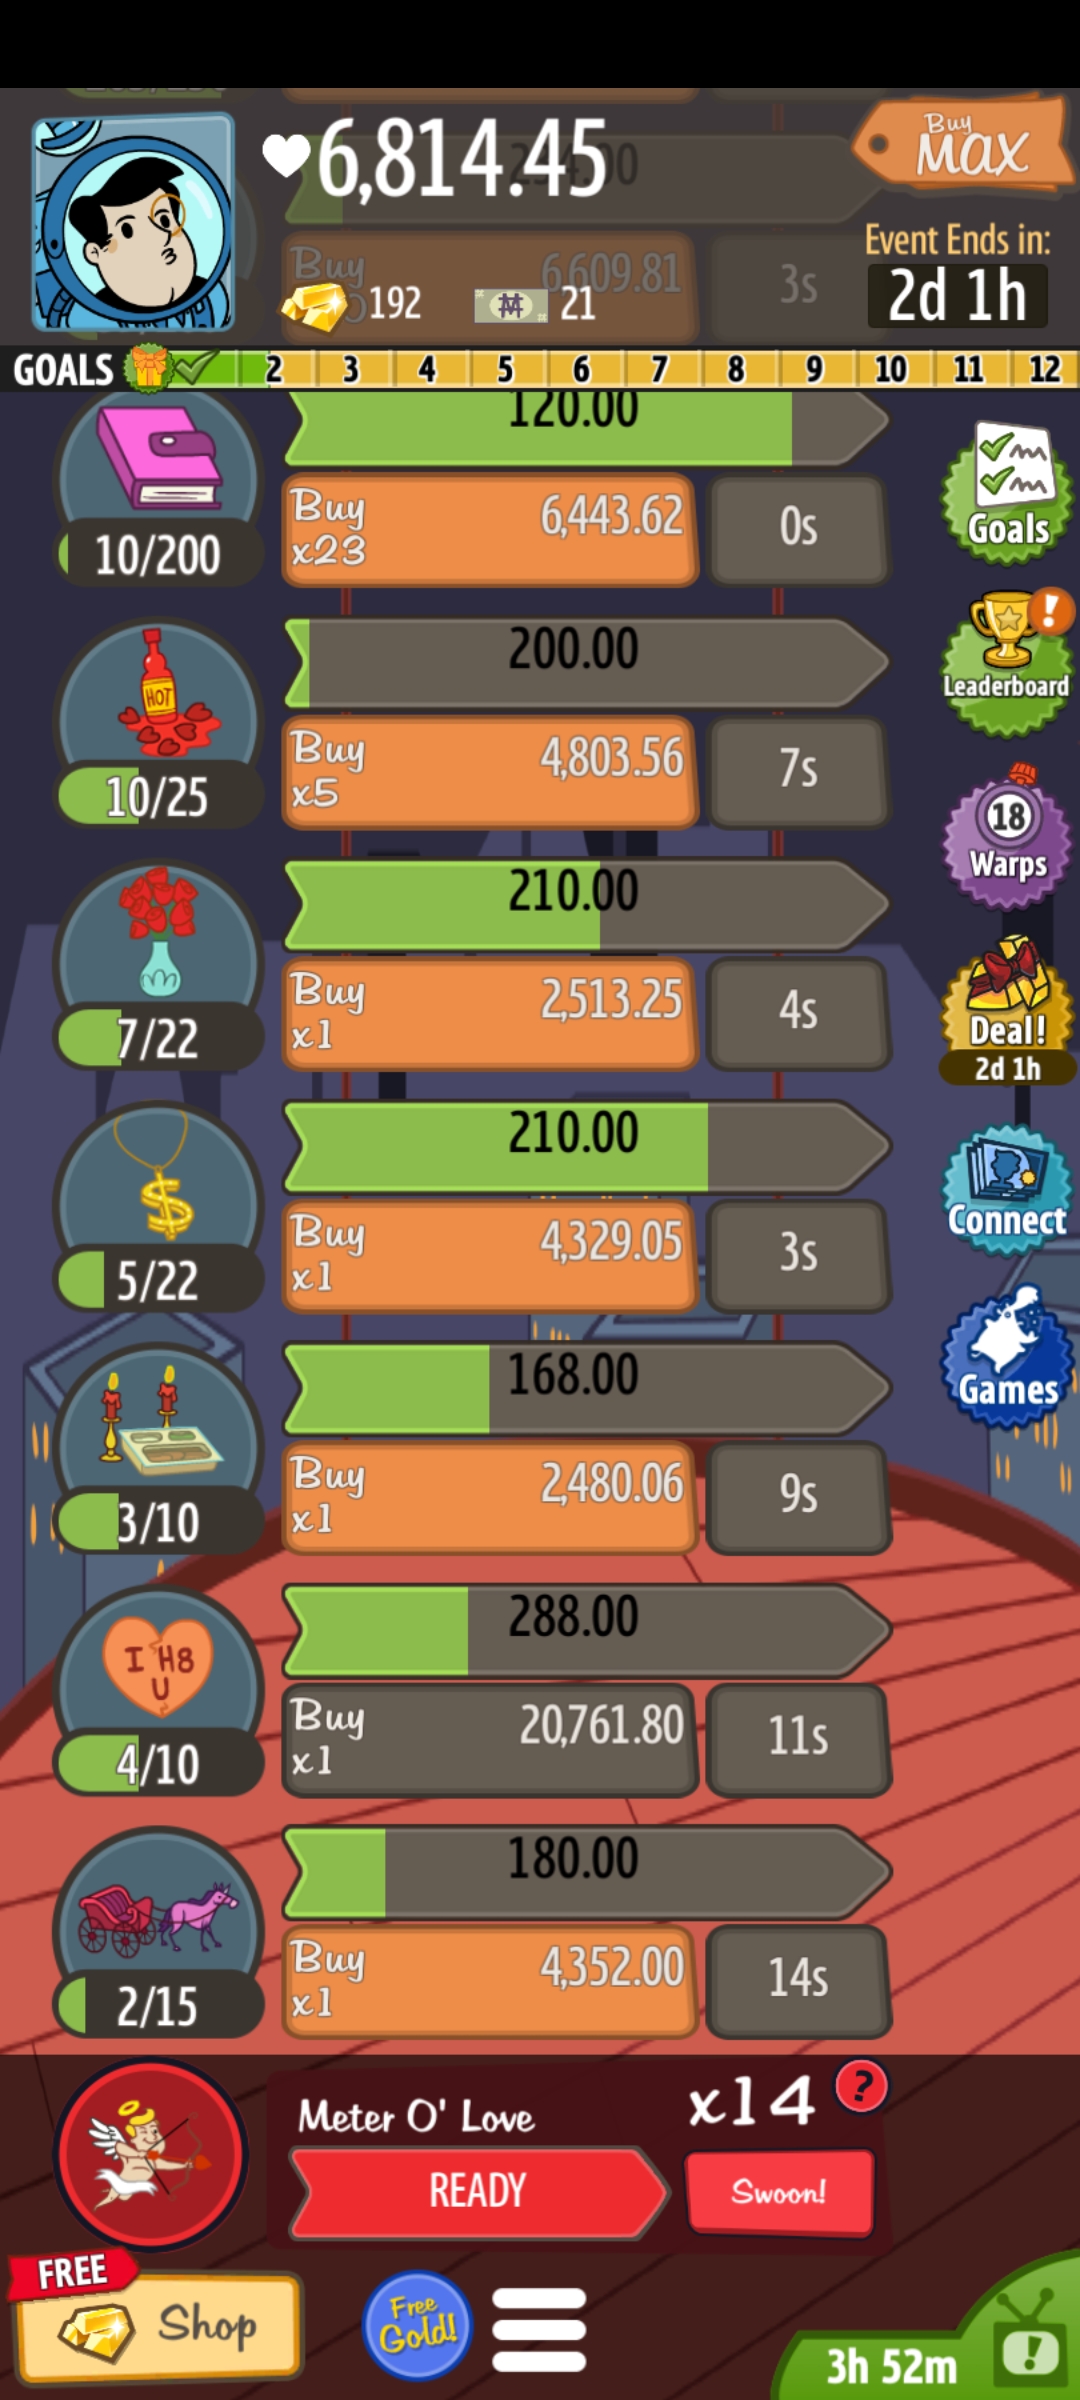 6,814.45
Buy
MAX
Event Ends in:
2d 1h
Buy
6,609.81
3s
192
21
GOALS 2 3 4 5 6 7 8 9 10 11 12
120.00
Buy
x23
6,443.62
0s
10/200
Goals
200.00
HOT
Buy
x5
4,803.56
7s
10/25
Leaderboard
!
210.00
Buy
x1
2,513.25
4s
7/22
18
Warps
210.00
Buy
x1
4,329.05
3s
5/22
Deal!
2d 1h
168.00
Buy
x1
2,480.06
9s
3/10
Connect
Games
288.00
I H8
U
Buy
x1
20,761.80
11s
4/10
180.00
Buy
x1
4,352.00
14s
2/15
Meter O' Love
x14
?
READY
Swoon!
FREE
Shop
Free
Gold!
3h 52m
!